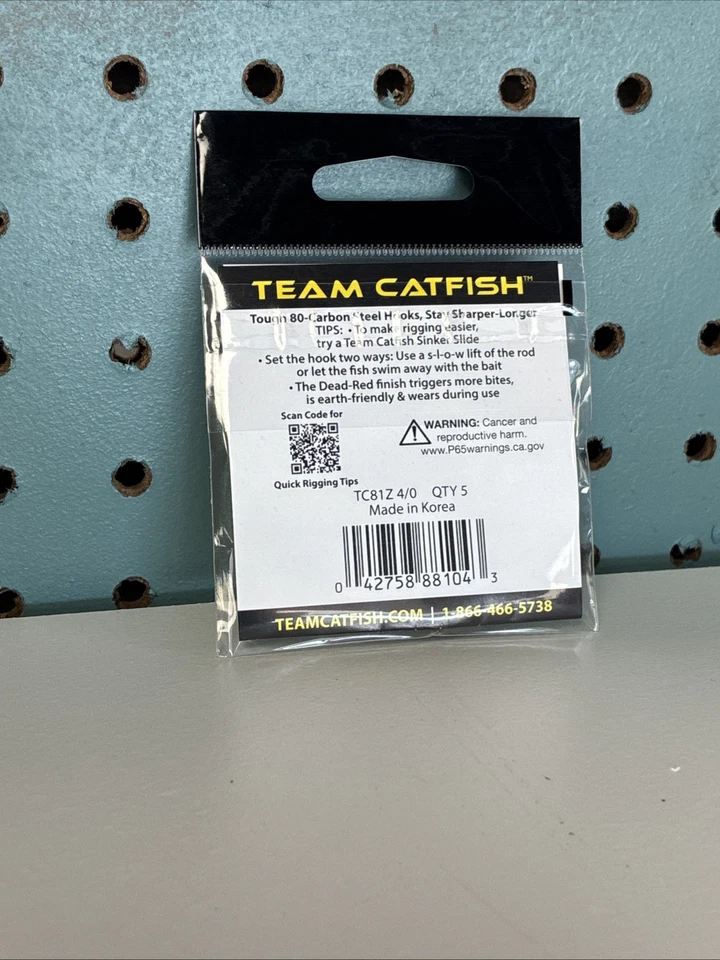 TEAM CATFISH™
Tough 80-Carbon Steel Hooks, Stay Sharper-Longer
TIPS: • To make rigging easier,
try a Team Catfish Sinker Slide
• Set the hook two ways: Use a s-l-o-w lift of the rod
or let the fish swim away with the bait
• The Dead-Red finish triggers more bites,
is earth-friendly & wears during use
Scan Code for
Quick Rigging Tips
WARNING: Cancer and
reproductive harm.
www.P65warnings.ca.gov
TC81Z 4/0 QTY 5
Made in Korea
0 42758 88104 3
TEAMCATFISH.COM | 1-866-466-5738